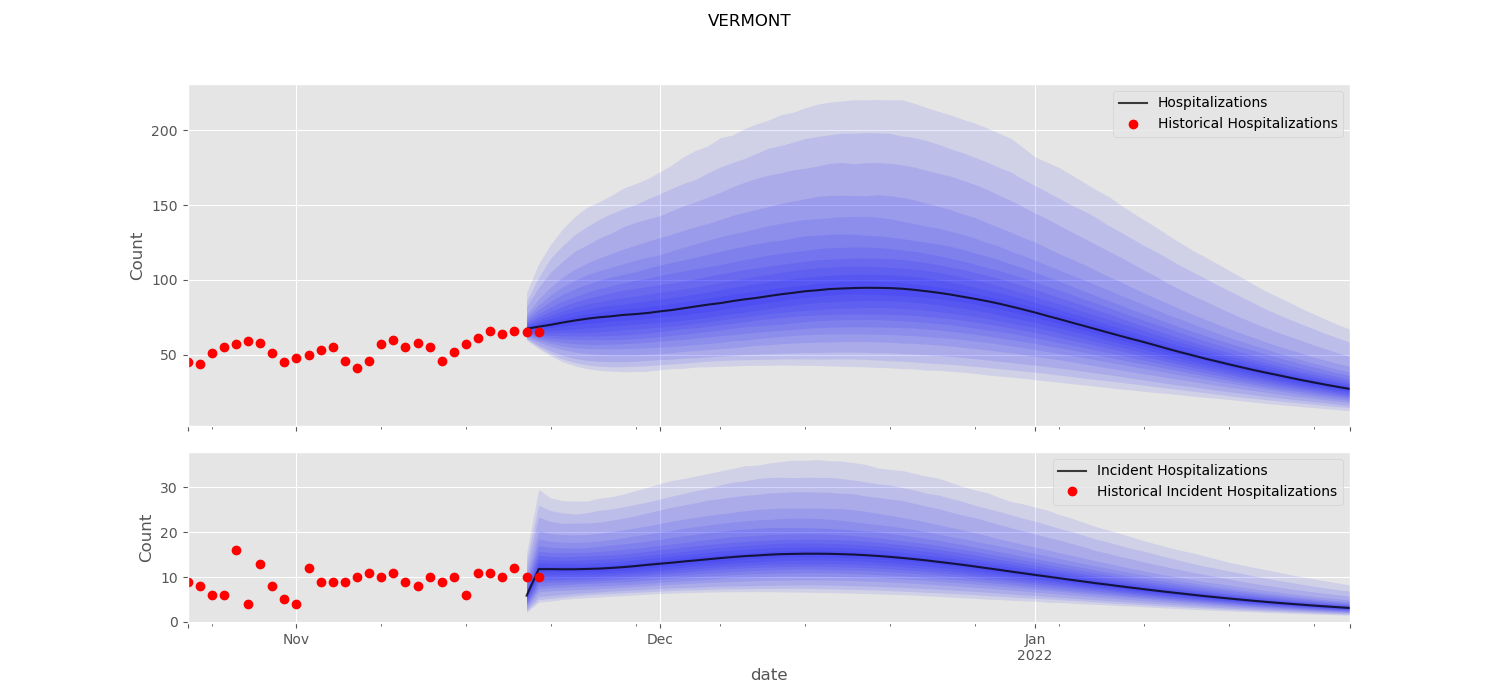 VERMONT
Hospitalizations
Historical Hospitalizations
200
150
100
50
Count
Incident Hospitalizations
Historical Incident Hospitalizations
30
20
10
0
Count
Nov
Dec
Jan
2022
date